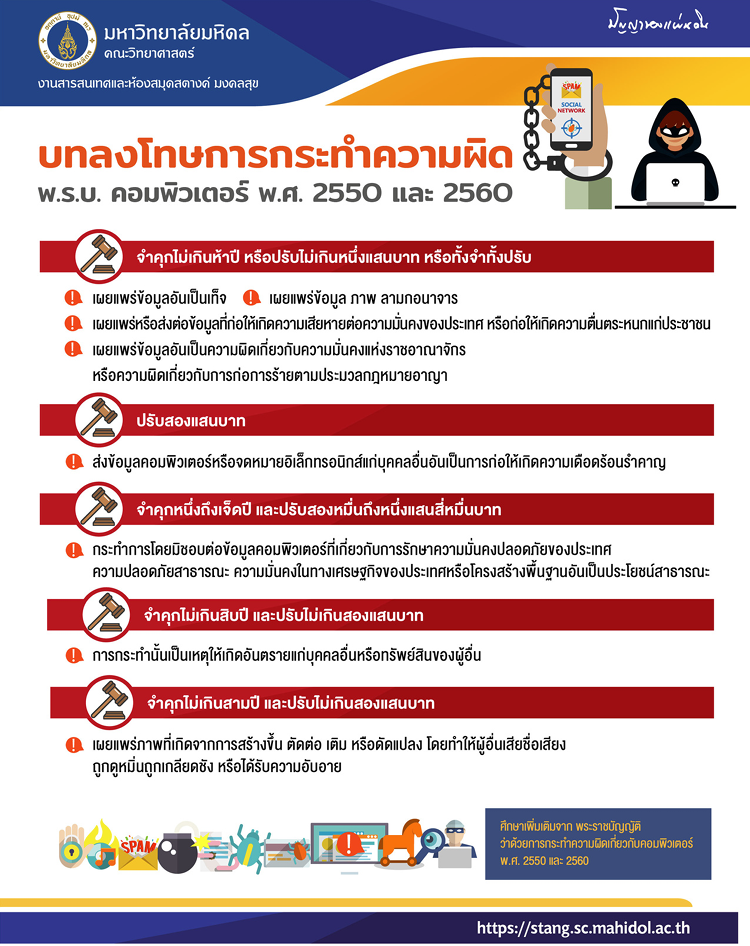 มหาวิทยาลัยมหิดล
คณะวิทยาศาสตร์
งานสารสนเทศและห้องสมุดสตางค์ มงคลสุข
ปัญญาของแผ่นดิน
SPAM
SOCIAL
NETWORK
บทลงโทษการกระทำความผิด
พ.ร.บ. คอมพิวเตอร์ พ.ศ. 2550 และ 2560
จำคุกไม่เกินห้าปี หรือปรับไม่เกินหนึ่งแสนบาท หรือทั้งจำทั้งปรับ
เผยแพร่ข้อมูลอันเป็นเท็จ เผยแพร่ข้อมูล ภาพ ลามกอนาจาร
เผยแพร่หรือส่งต่อข้อมูลที่ก่อให้เกิดความเสียหายต่อความมั่นคงของประเทศ หรือก่อให้เกิดความตื่นตระหนกแก่ประชาชน
เผยแพร่ข้อมูลอันเป็นความผิดเกี่ยวกับความมั่นคงแห่งราชอาณาจักร
หรือความผิดเกี่ยวกับการก่อการร้ายตามประมวลกฎหมายอาญา
ปรับสองแสนบาท
ส่งข้อมูลคอมพิวเตอร์หรือจดหมายอิเล็กทรอนิกส์แก่บุคคลอื่นอันเป็นการก่อให้เกิดความเดือดร้อนรำคาญ
จำคุกหนึ่งถึงเจ็ดปี และปรับสองหมื่นถึงหนึ่งแสนสี่หมื่นบาท
กระทำการโดยมิชอบต่อข้อมูลคอมพิวเตอร์ที่เกี่ยวกับการรักษาความมั่นคงปลอดภัยของประเทศ
ความปลอดภัยสาธารณะ ความมั่นคงในทางเศรษฐกิจของประเทศหรือโครงสร้างพื้นฐานอันเป็นประโยชน์สาธารณะ
จำคุกไม่เกินสิบปี และปรับไม่เกินสองแสนบาท
การกระทำนั้นเป็นเหตุให้เกิดอันตรายแก่บุคคลอื่นหรือทรัพย์สินของผู้อื่น
จำคุกไม่เกินสามปี และปรับไม่เกินสองแสนบาท
เผยแพร่ภาพที่เกิดจากการสร้างขึ้น ตัดต่อ เติม หรือดัดแปลง โดยทำให้ผู้อื่นเสียชื่อเสียง
ถูกดูหมิ่นถูกเกลียดชัง หรือได้รับความอับอาย
SPAM
ศึกษาเพิ่มเติมจาก พระราชบัญญัติ
ว่าด้วยการกระทำความผิดเกี่ยวกับคอมพิวเตอร์
พ.ศ. 2550 และ 2560
https://stang.sc.mahidol.ac.th